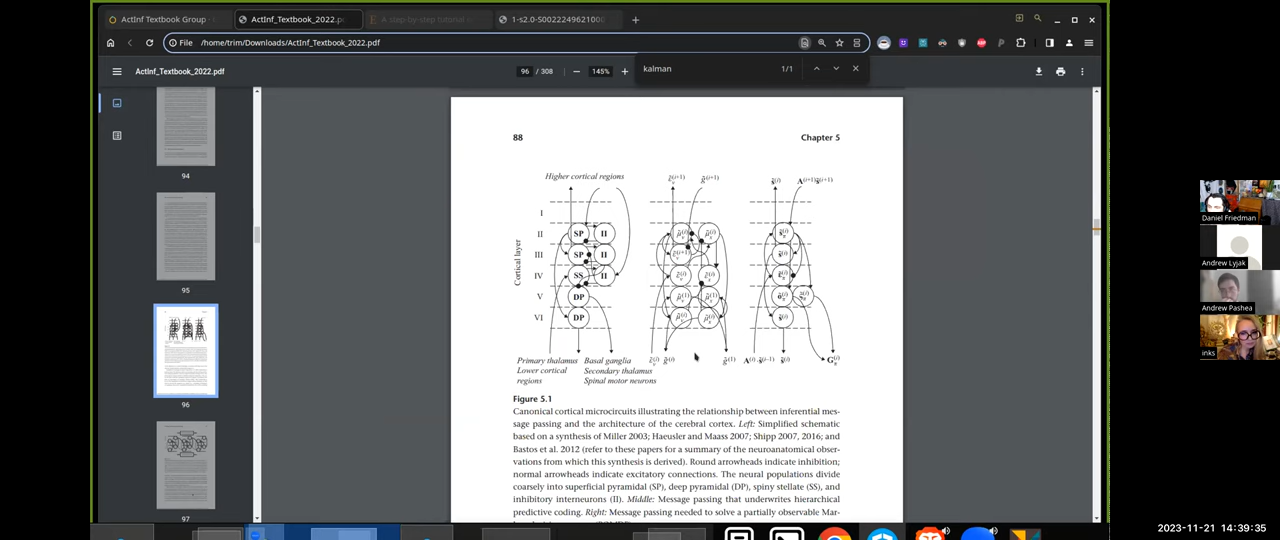 ActInf Textbook Group -
ActInf_Textbook_2022.pd
A step-by-step tutorial o
1-s2.0-S002224962100
File
/home/trim/Downloads/ActInf_Textbook_2022.pdf
kalman
1/1
ActInf_Textbook_2022.pdf
96 / 308
145%
94
95
96
97
88
Chapter 5
Higher cortical regions
Cortical layer
I
II
III
IV
V
VI
SP
II
SP
II
SS
II
DP
DP
Primary thalamus
Lower cortical
regions
Basal ganglia
Secondary thalamus
Spinal motor neurons
Figure 5.1
Canonical cortical microcircuits illustrating the relationship between inferential mes-
sage passing and the architecture of the cerebral cortex. Left: Simplified schematic
based on a synthesis of Miller 2003; Haeusler and Maass 2007; Shipp 2007, 2016; and
Bastos et al. 2012 (refer to these papers for a summary of the neuroanatomical obser-
vations from which this synthesis is derived). Round arrowheads indicate inhibition;
normal arrowheads indicate excitatory connections. The neural populations divide
coarsely into superficial pyramidal (SP), deep pyramidal (DP), spiny stellate (SS), and
inhibitory interneurons (II). Middle: Message passing that underwrites hierarchical
predictive coding. Right: Message passing needed to solve a partially observable Mar-
Daniel Friedman
Andrew Lyjak
Andrew Pashea
inks
2023-11-21 14:39:35